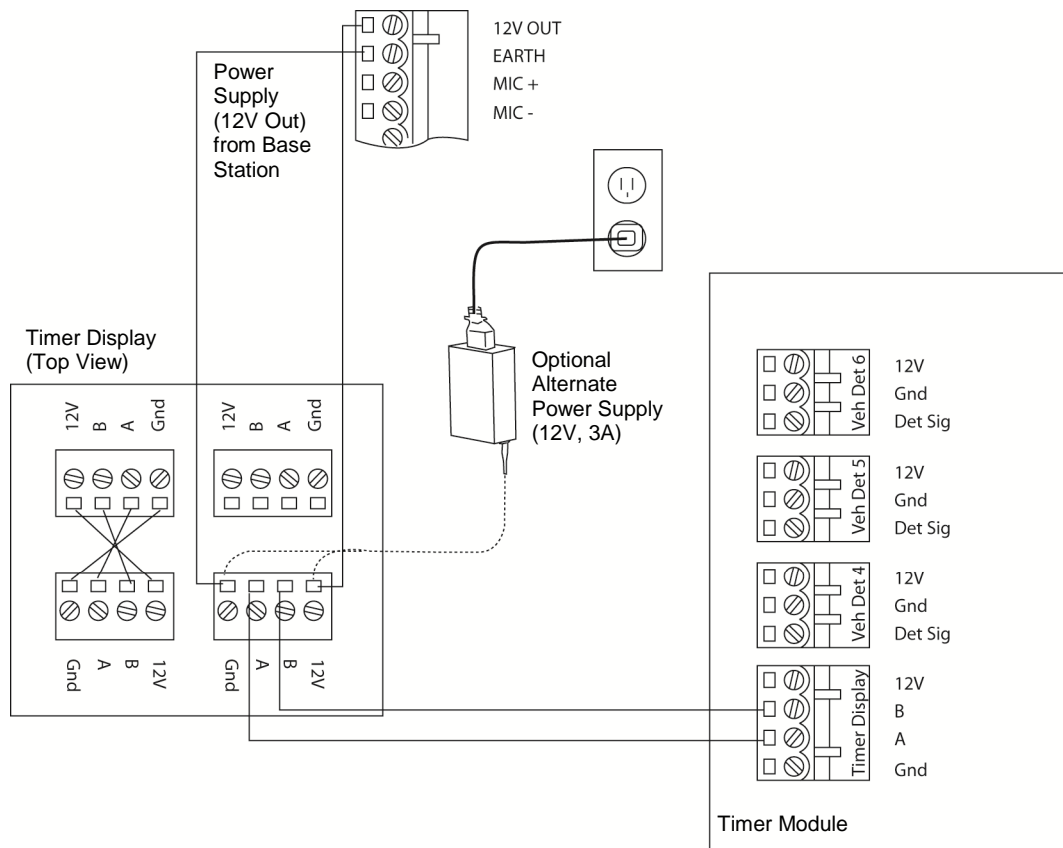 12V OUT
EARTH
MIC +
MIC -
Power
Supply
(12V Out)
from Base
Station
Timer Display
(Top View)
Optional
Alternate
Power Supply
(12V, 3A)
12V
B
A
Gnd
12V
B
A
Gnd
Gnd
A
B
12V
Gnd
A
B
12V
Veh Det 6
12V
Gnd
Det Sig
Veh Det 5
12V
Gnd
Det Sig
Veh Det 4
12V
Gnd
Det Sig
Timer Display
12V
B
A
Gnd
Timer Module